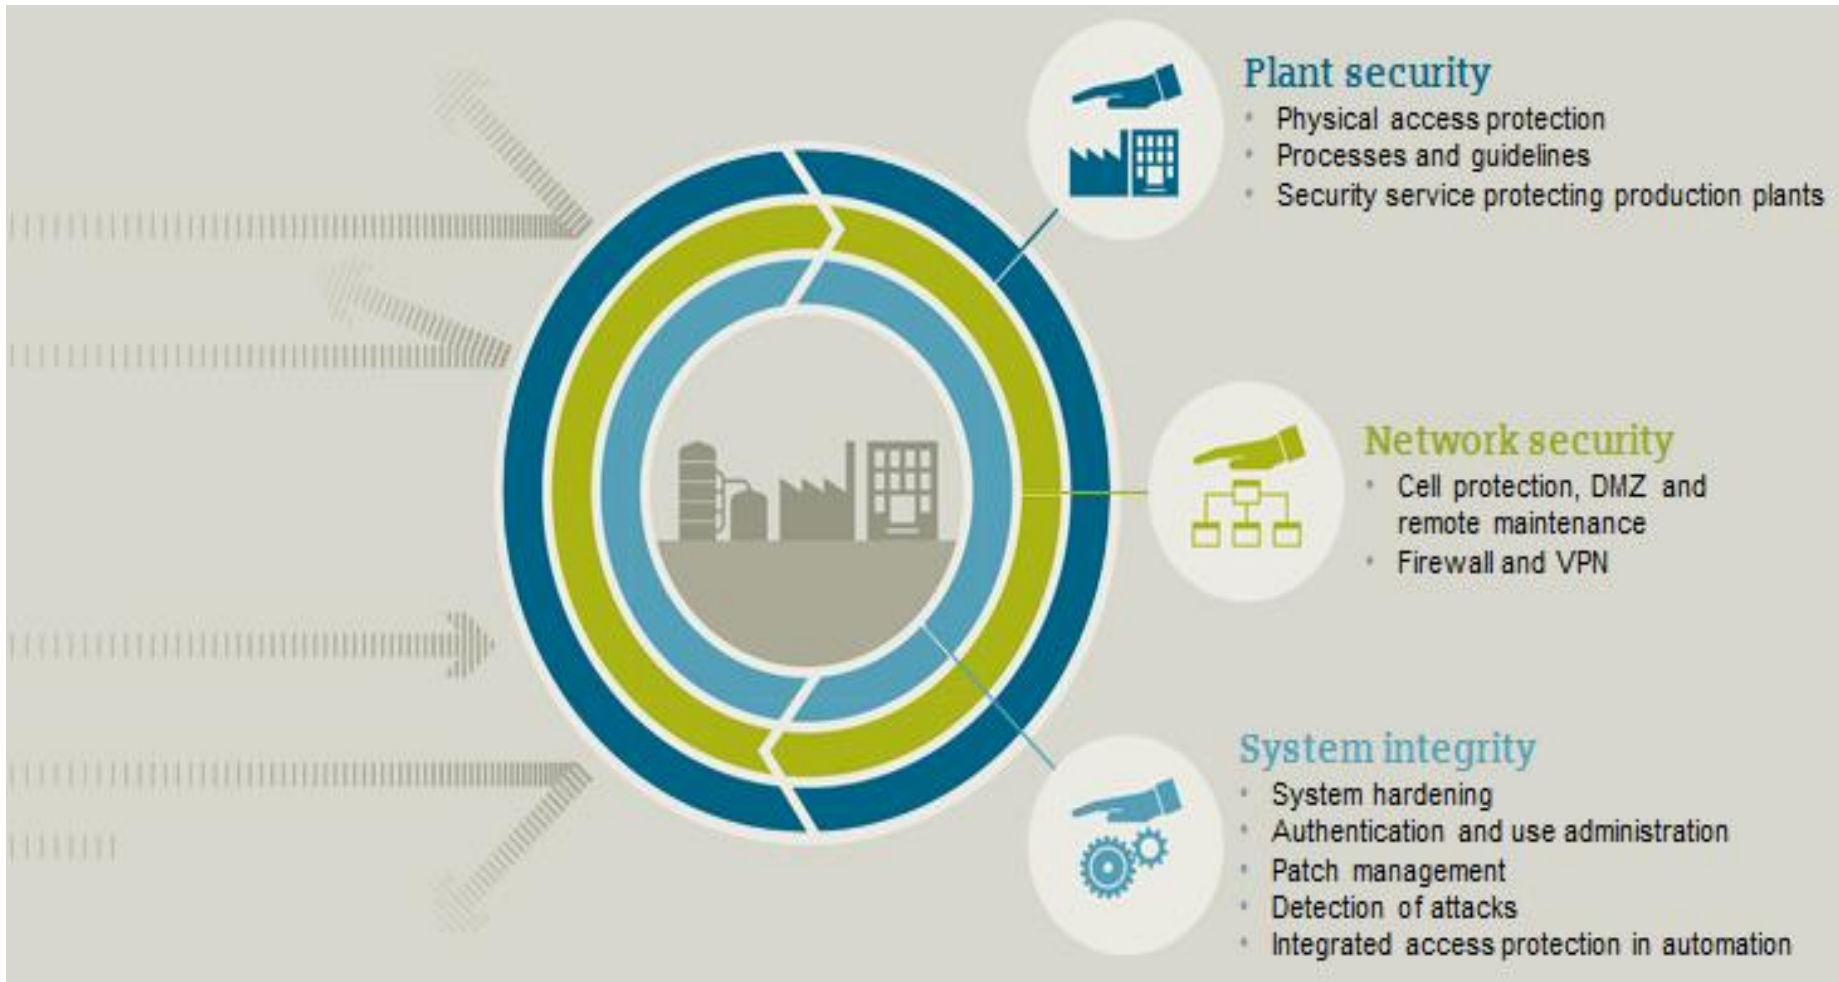 Plant security
• Physical access protection
• Processes and guidelines
• Security service protecting production plants
Network security
• Cell protection, DMZ and
remote maintenance
• Firewall and VPN
System integrity
• System hardening
• Authentication and use administration
• Patch management
• Detection of attacks
• Integrated access protection in automation